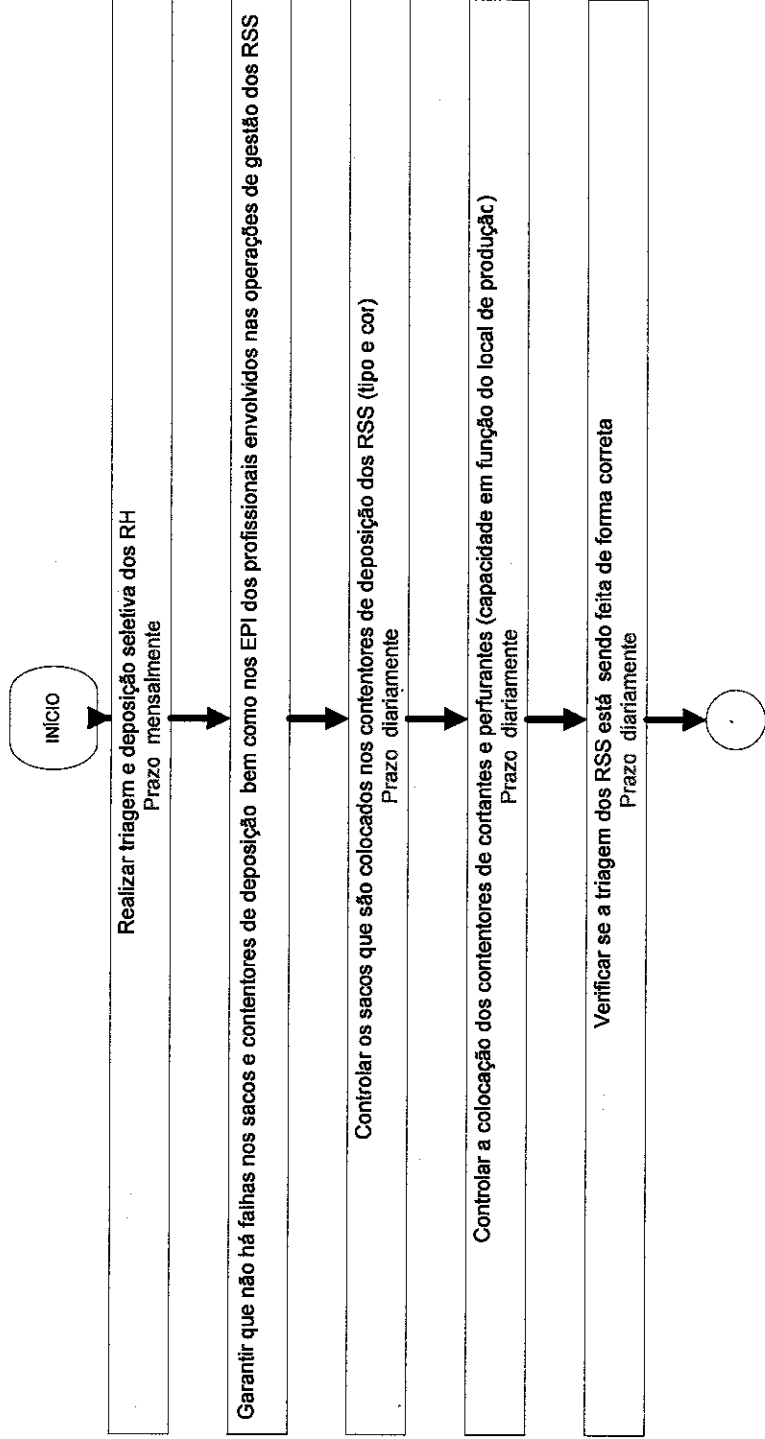 INÍCIO
Realizar triagem e deposição seletiva dos RH
Prazo mensalmente
Garantir que não há falhas nos sacos e contentores de deposição bem como nos EPI dos profissionais envolvidos nas operações de gestão dos RSS
Controlar os sacos que são colocados nos contentores de deposição dos RSS (tipo e cor)
Prazo diariamente
Controlar a colocação dos contentores de cortantes e perfurantes (capacidade em função do local de produção)
Prazo diariamente
Verificar se a triagem dos RSS está sendo feita de forma correta
Prazo diariamente